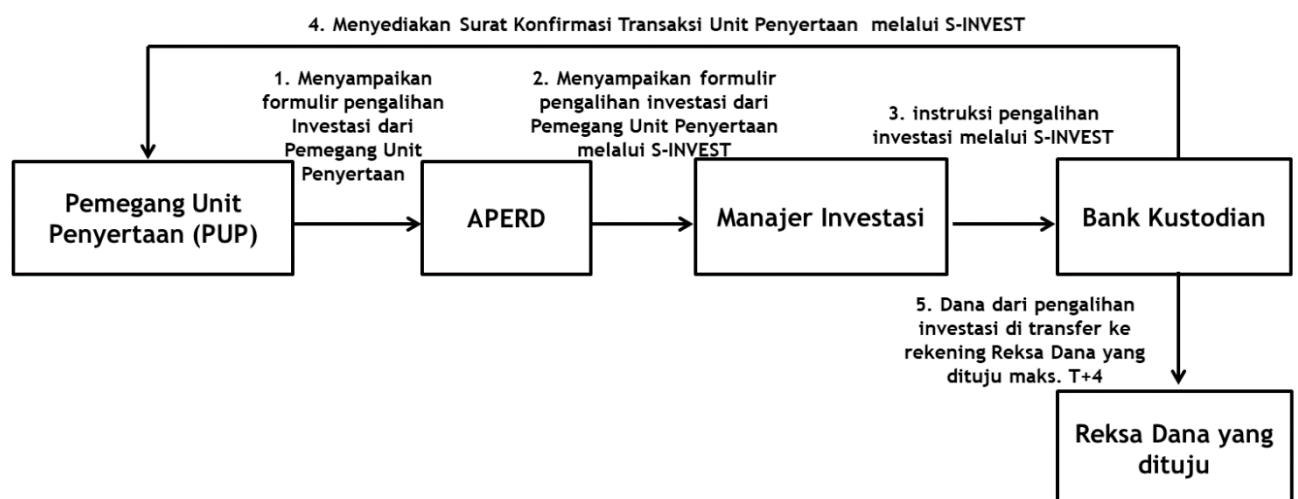 4. Menyediakan Surat Konfirmasi Transaksi Unit Penyertaan melalui S-INVEST
1. Menyampaikan
formulir pengalihan
Investasi dari
Pemegang Unit
Penyertaan
2. Menyampaikan formulir
pengalihan investasi dari
Pemegang Unit Penyertaan
melalui S-INVEST
3. instruksi pengalihan
investasi melalui S-INVEST
Pemegang Unit
Penyertaan (PUP)
APERD
Manajer Investasi
Bank Kustodian
5. Dana dari pengalihan
investasi di transfer ke
rekening Reksa Dana yang
dituju maks. T+4
Reksa Dana yang
dituju